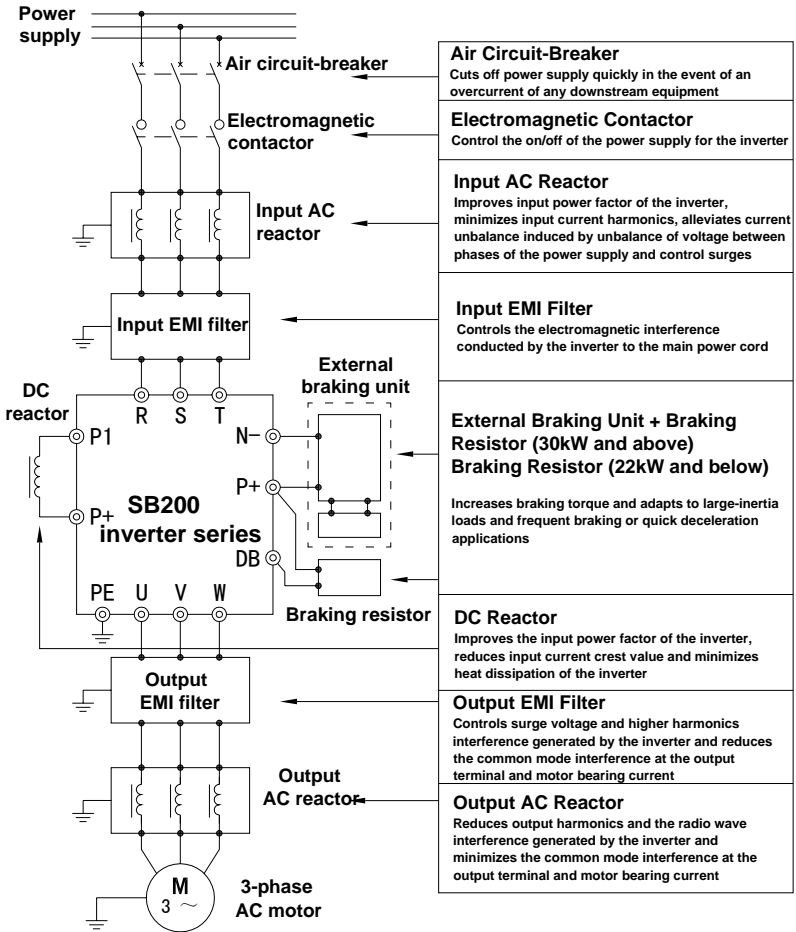 Power
supply
Air circuit-breaker
Electromagnetic
contactor
Input AC
reactor
Input EMI filter
External
braking unit
DC
reactor
R S T
P1
N-
P+
P+
SB200
inverter series
DB
PE U V W
Braking resistor
Output
EMI filter
Output
AC reactor
M
3 ~
3-phase
AC motor
Air Circuit-Breaker
Cuts off power supply quickly in the event of an
overcurrent of any downstream equipment
Electromagnetic Contactor
Control the on/off of the power supply for the inverter
Input AC Reactor
Improves input power factor of the inverter,
minimizes input current harmonics, alleviates current
unbalance induced by unbalance of voltage between
phases of the power supply and control surges
Input EMI Filter
Controls the electromagnetic interference
conducted by the inverter to the main power cord
External Braking Unit + Braking
Resistor (30kW and above)
Braking Resistor (22kW and below)
Increases braking torque and adapts to large-inertia
loads and frequent braking or quick deceleration
applications
DC Reactor
Improves the input power factor of the inverter,
reduces input current crest value and minimizes
heat dissipation of the inverter
Output EMI Filter
Controls surge voltage and higher harmonics
interference generated by the inverter and reduces
the common mode interference at the output
terminal and motor bearing current
Output AC Reactor
Reduces output harmonics and the radio wave
interference generated by the inverter and
minimizes the common mode interference at the
output terminal and motor bearing current